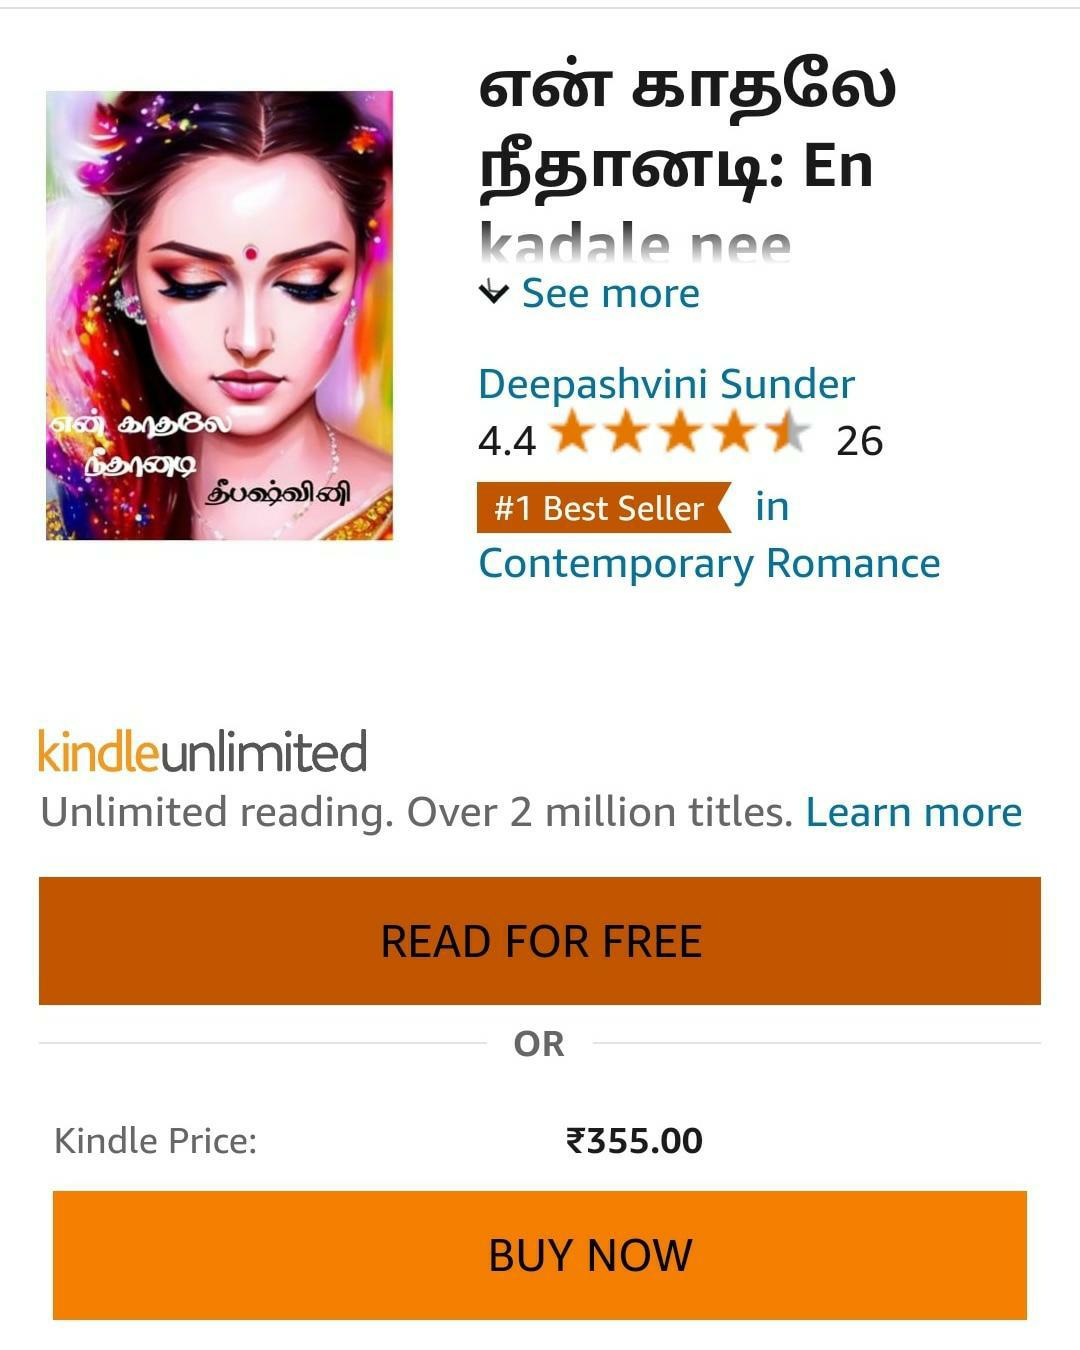 என் காதலே
நீதானடி
தீபஷ்வினி
என் காதலே
நீதானடி: En
kadale nee
See more
Deepashvini Sunder
4.4 26
#1 Best Seller in
Contemporary Romance
kindleunlimited
Unlimited reading. Over 2 million titles. Learn more
READ FOR FREE
OR
Kindle Price: ₹355.00
BUY NOW